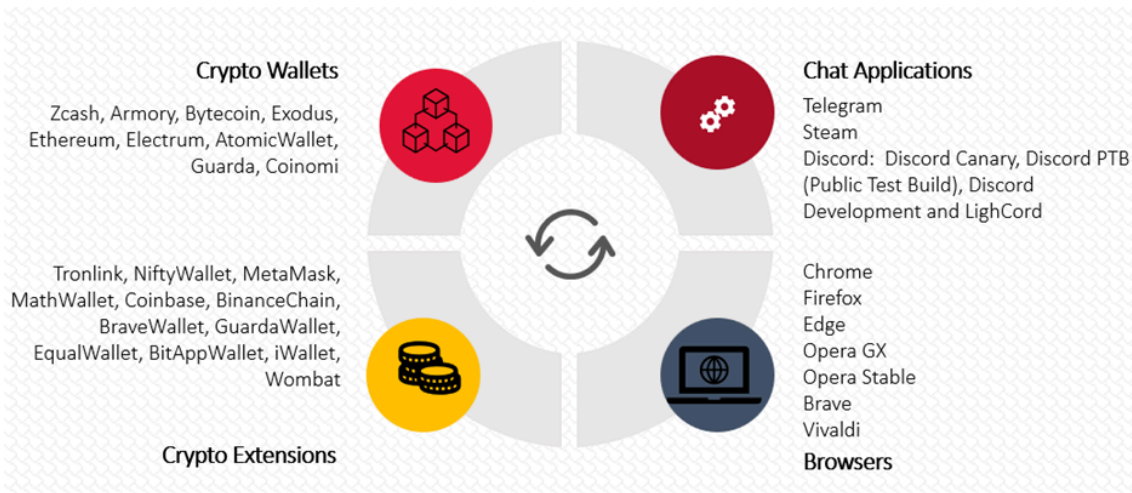 Crypto Wallets
Zcash, Armory, Bytecoin, Exodus,
Ethereum, Electrum, AtomicWallet,
Guarda, Coinomi
Chat Applications
Telegram
Steam
Discord:  Discord Canary, Discord PTB
(Public Test Build), Discord
Development and LighCord
Tronlink, NiftyWallet, MetaMask,
MathWallet, Coinbase, BinanceChain,
BraveWallet, GuardaWallet,
EqualWallet, BitAppWallet, iWallet,
Wombat
Crypto Extensions
Chrome
Firefox
Edge
Opera GX
Opera Stable
Brave
Vivaldi
Browsers